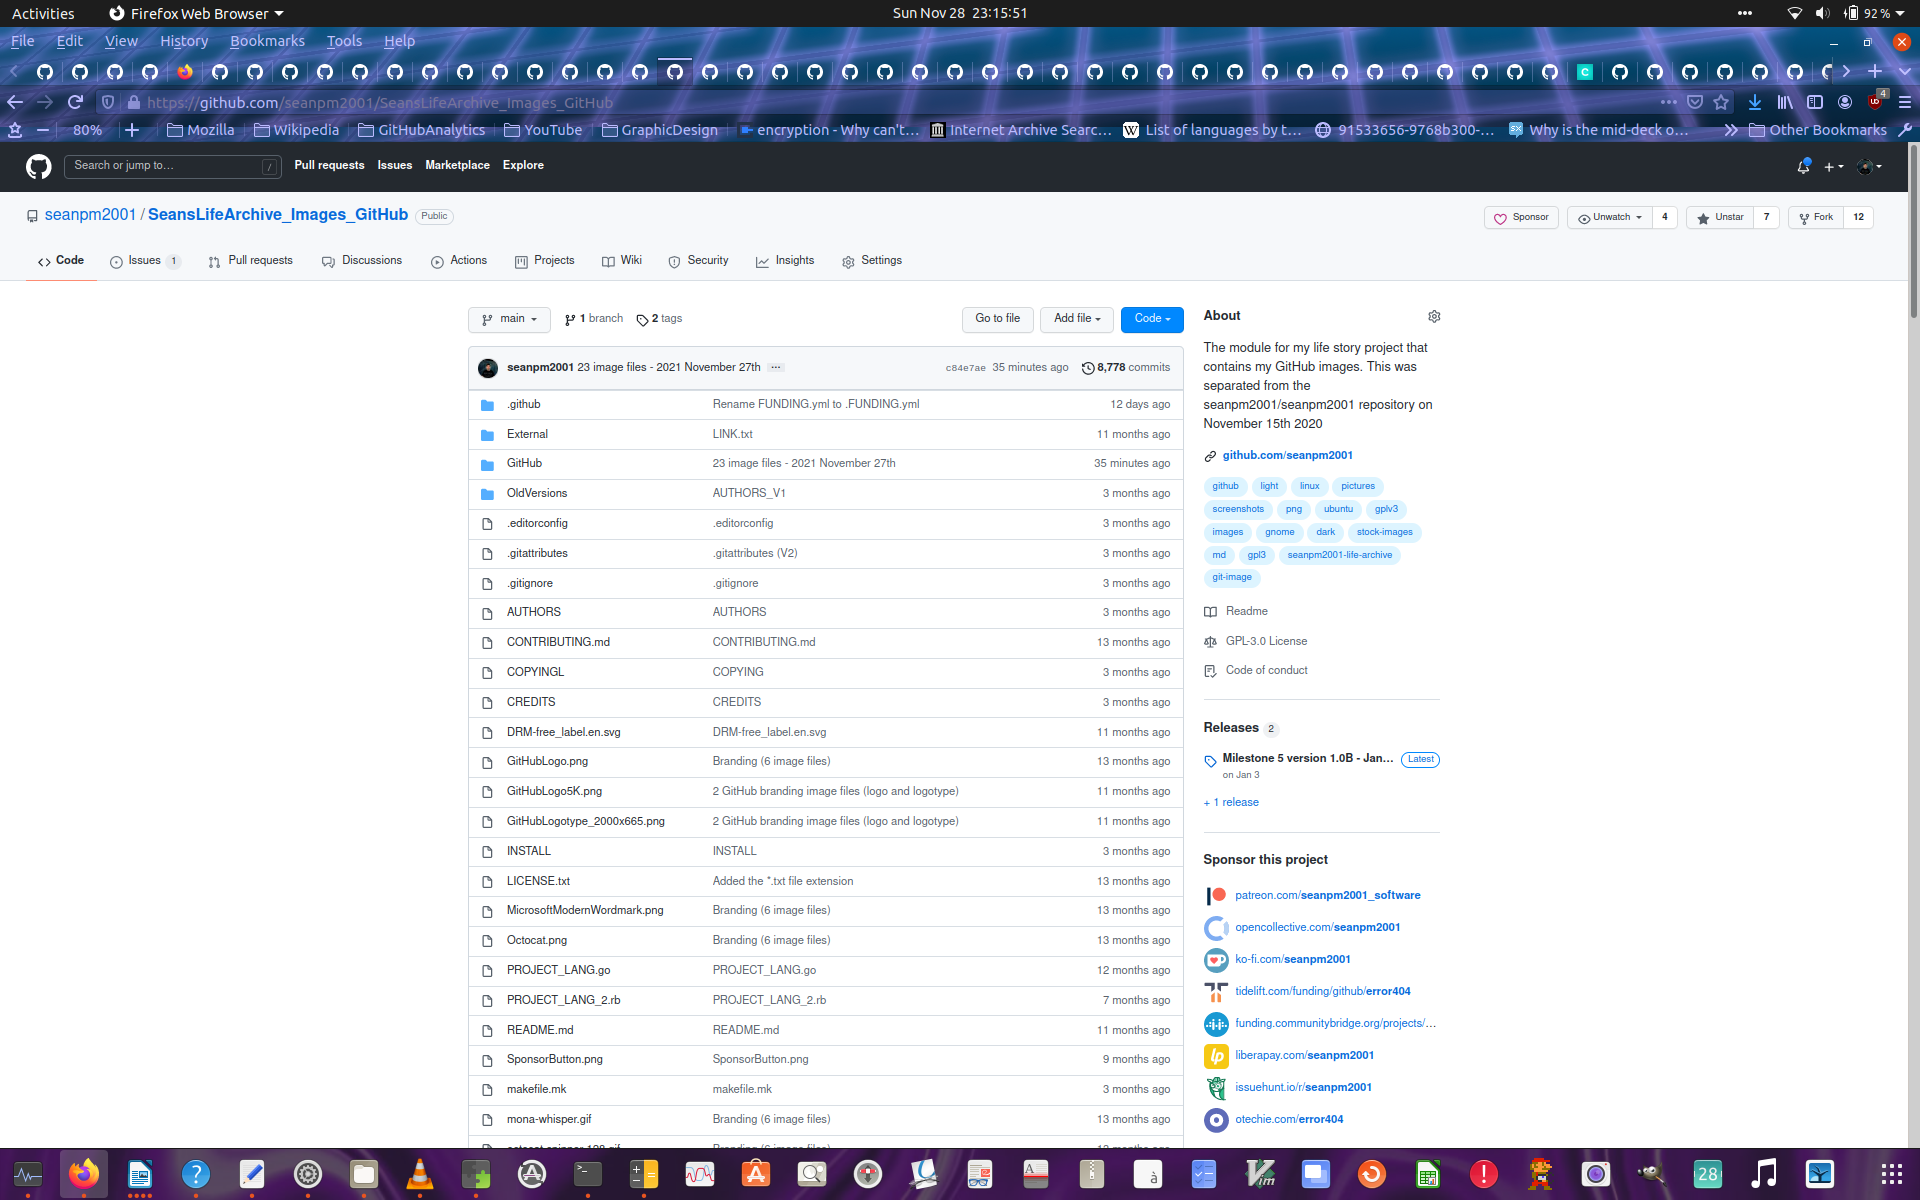 Activities Firefox Web Browser Sun Nov 28 23:15:51 92 %
File Edit View History Bookmarks Tools Help
https://github.com/seanpm2001/SeansLifeArchive_Images_GitHub 4
80% Mozilla Wikipedia GitHubAnalytics YouTube GraphicDesign encryption - Why can't… Internet Archive Searc… List of languages by t… 91533656-9768b300-… Why is the mid-deck o… Other Bookmarks
Search or jump to… / Pull requests Issues Marketplace Explore
seanpm2001 / SeansLifeArchive_Images_GitHub Public Sponsor Unwatch 4 Unstar 7 Fork 12
Code Issues 1 Pull requests Discussions Actions Projects Wiki Security Insights Settings
main 1 branch 2 tags Go to file Add file Code
seanpm2001 23 image files - 2021 November 27th ... c84e7ae 35 minutes ago 8,778 commits
.github Rename FUNDING.yml to .FUNDING.yml 12 days ago
External LINK.txt 11 months ago
GitHub 23 image files - 2021 November 27th 35 minutes ago
OldVersions AUTHORS_V1 3 months ago
.editorconfig .editorconfig 3 months ago
.gitattributes .gitattributes (V2) 3 months ago
.gitignore .gitignore 3 months ago
AUTHORS AUTHORS 3 months ago
CONTRIBUTING.md CONTRIBUTING.md 13 months ago
COPYINGL COPYING 3 months ago
CREDITS CREDITS 3 months ago
DRM-free_label.en.svg DRM-free_label.en.svg 11 months ago
GitHubLogo.png Branding (6 image files) 13 months ago
GitHubLogo5K.png 2 GitHub branding image files (logo and logotype) 11 months ago
GitHubLogotype_2000x665.png 2 GitHub branding image files (logo and logotype) 11 months ago
INSTALL INSTALL 3 months ago
LICENSE.txt Added the *.txt file extension 13 months ago
MicrosoftModernWordmark.png Branding (6 image files) 13 months ago
Octocat.png Branding (6 image files) 13 months ago
PROJECT_LANG.go PROJECT_LANG.go 12 months ago
PROJECT_LANG_2.rb PROJECT_LANG_2.rb 7 months ago
README.md README.md 11 months ago
SponsorButton.png SponsorButton.png 9 months ago
makefile.mk makefile.mk 3 months ago
mona-whisper.gif Branding (6 image files) 13 months ago
About
The module for my life story project that
contains my GitHub images. This was
separated from the
seanpm2001/seanpm2001 repository on
November 15th 2020
github.com/seanpm2001
github light linux pictures
screenshots png ubuntu gplv3
images gnome dark stock-images
md gpl3 seanpm2001-life-archive
git-image
Readme
GPL-3.0 License
Code of conduct
Releases 2
Milestone 5 version 1.0B - Jan... Latest
on Jan 3
+ 1 release
Sponsor this project
patreon.com/seanpm2001_software
opencollective.com/seanpm2001
ko-fi.com/seanpm2001
tidelift.com/funding/github/error404
funding.communitybridge.org/projects/…
liberapay.com/seanpm2001
issuehunt.io/r/seanpm2001
otechie.com/error404
28